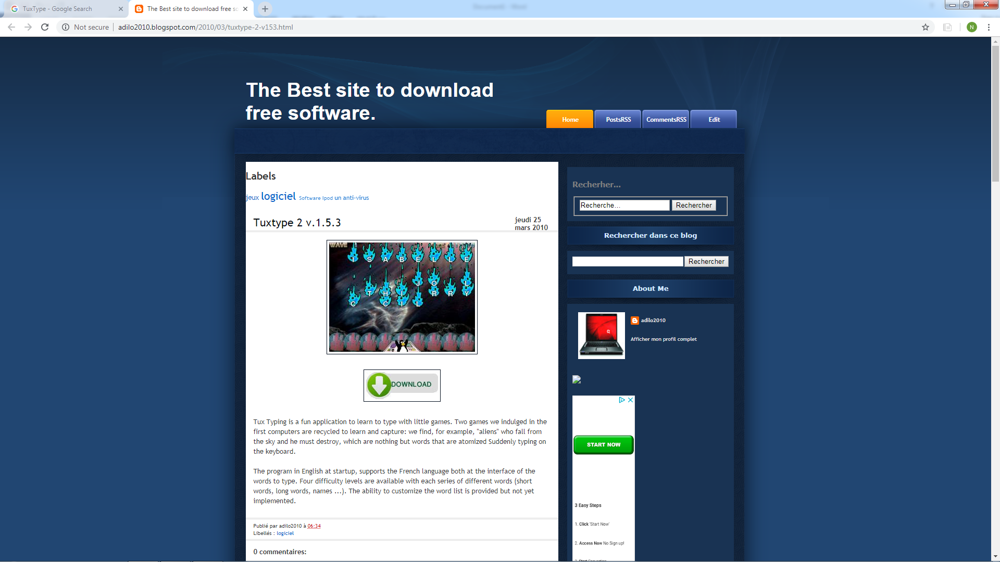 TuxType - Google Search
The Best site to download free so
Not secure
adilo2010.blogspot.com/2010/03/tuxtype-2-v153.html
N
The Best site to download
free software.
Home
PostsRSS
CommentsRSS
Edit
Labels
jeux logiciel Software Ipod un anti-virus
Tuxtype 2 v.1.5.3
jeudi 25
mars 2010
WAVE
I S A B E L L E
J O L
T H I R R Y
C C I L
DOWNLOAD
Tux Typing is a fun application to learn to type with little games. Two games we indulged in the
first computers are recycled to learn and capture: we find, for example, "aliens" who fall from
the sky and he must destroy, which are nothing but words that are atomized Suddenly typing on
the keyboard.
The program in English at startup, supports the French language both at the interface of the
words to type. Four difficulty levels are available with each series of different words (short
words, long words, names ...). The ability to customize the word list is provided but not yet
implemented.
Publié par adilo2010 à 06:34
Libellés : logiciel
0 commentaires:
Recherher...
Recherche...
Rechercher
Rechercher dans ce blog
Rechercher
About Me
adilo2010
Afficher mon profil complet
START NOW
3 Easy Steps
1. Click 'Start Now'
2. Access Now No Sign up!